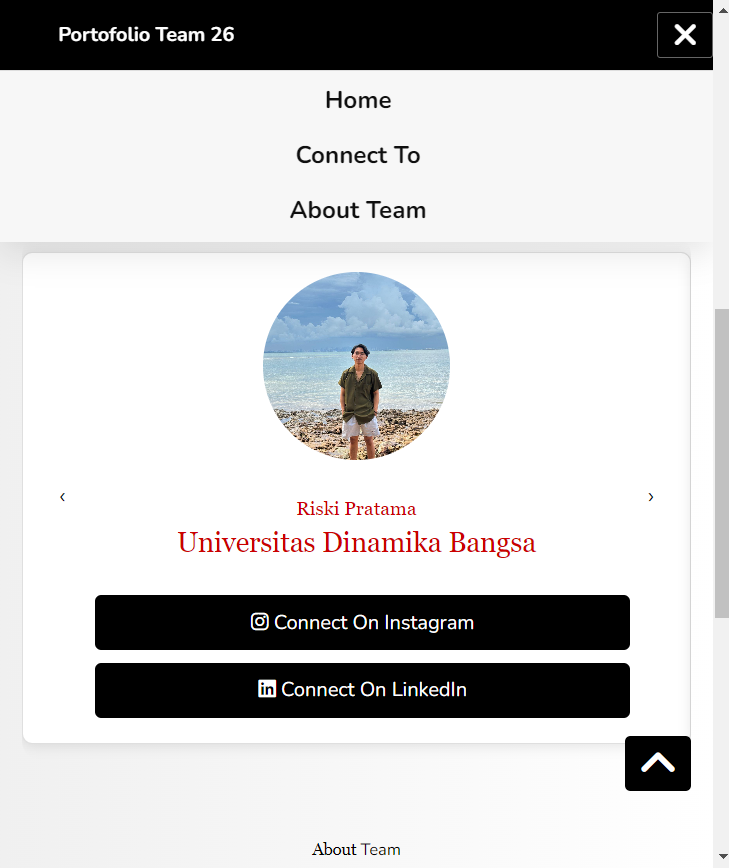 Portofolio Team 26
Home
Connect To
About Team
Riski Pratama
Universitas Dinamika Bangsa
Connect On Instagram
Connect On LinkedIn
About Team